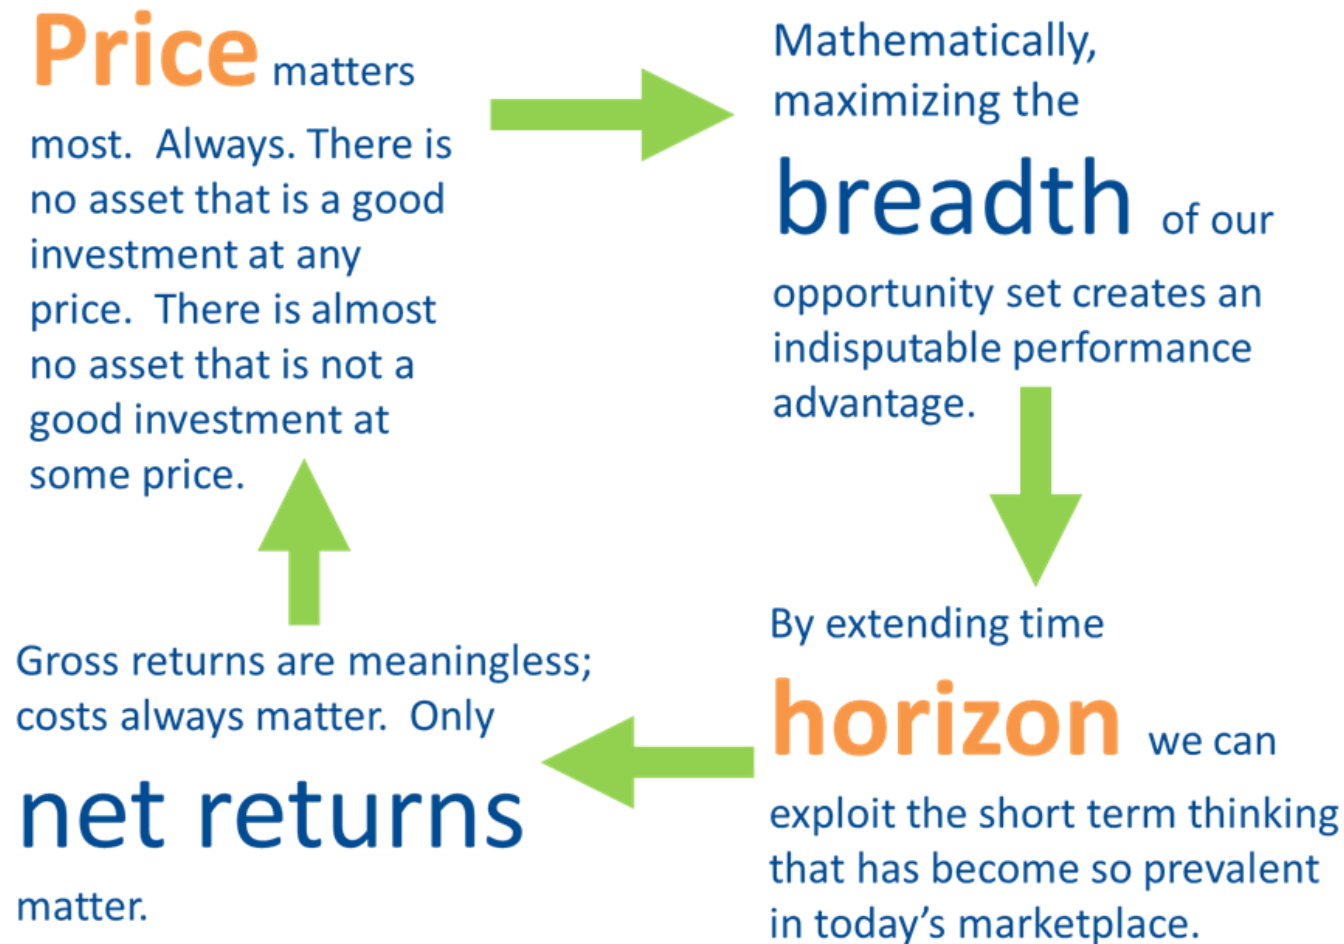 Price matters
most.  Always. There is
no asset that is a good
investment at any
price.  There is almost
no asset that is not a
good investment at
some price.
Mathematically,
maximizing the
breadth of our
opportunity set creates an
indisputable performance
advantage.
By extending time
horizon we can
exploit the short term thinking
that has become so prevalent
in today’s marketplace.
Gross returns are meaningless;
costs always matter.  Only
net returns
matter.